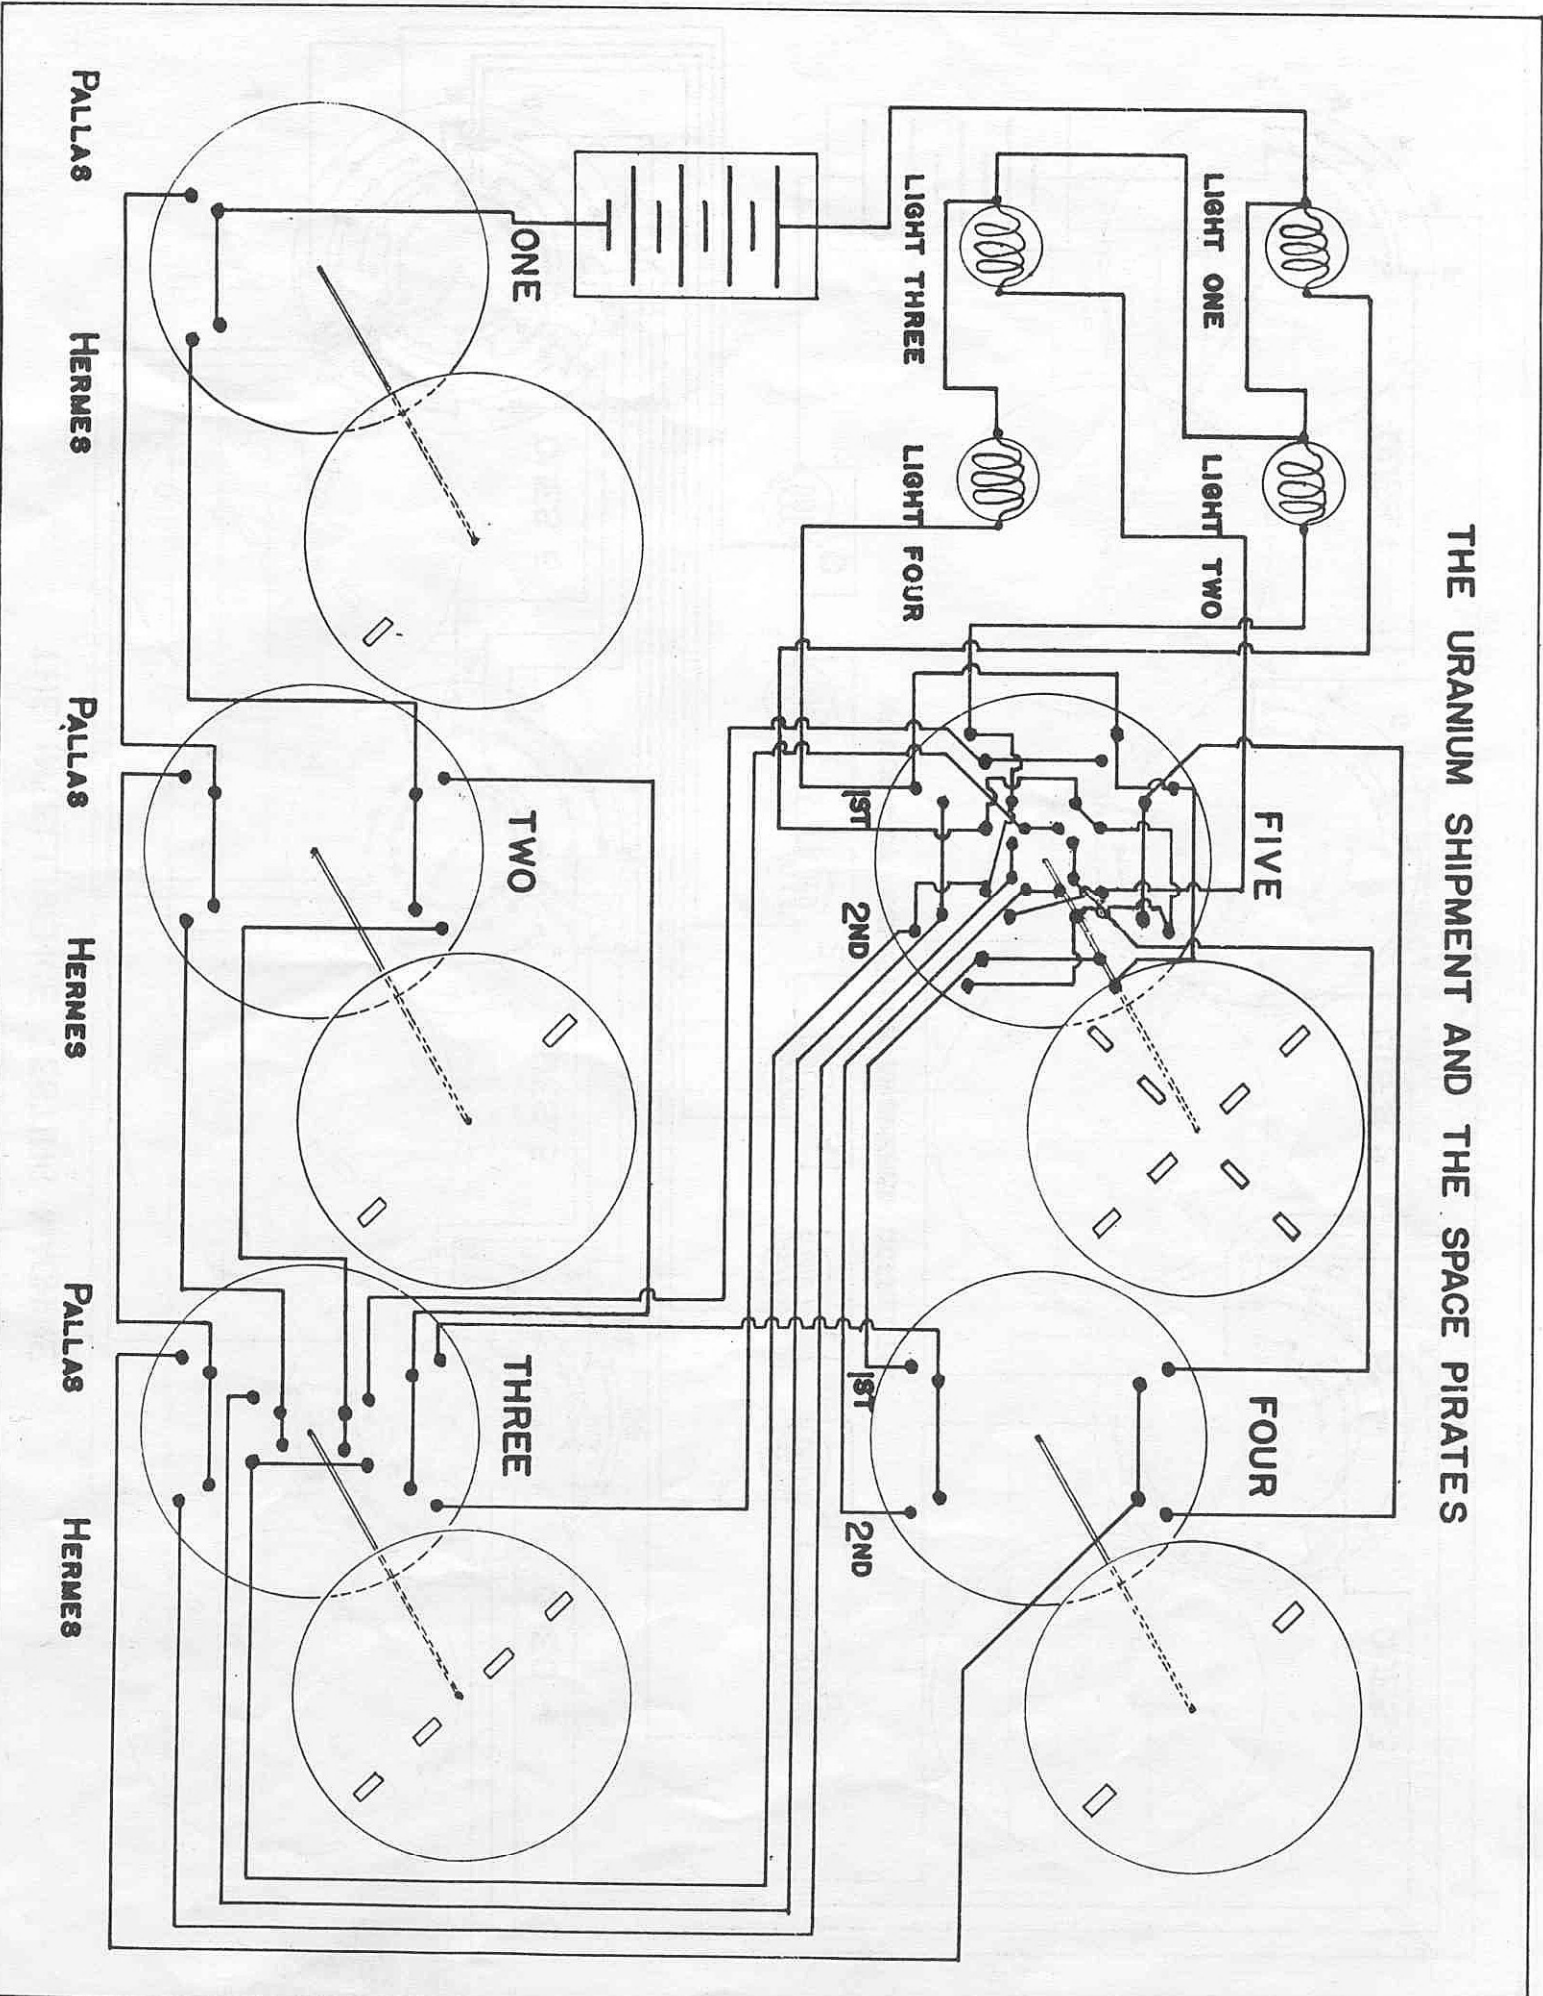 THE URANIUM SHIPMENT AND THE SPACE PIRATES
LIGHT ONE
LIGHT TWO
LIGHT THREE
LIGHT FOUR
FIVE
1ST
2ND
FOUR
1ST
2ND
ONE
TWO
THREE
PALLAS
HERMES
PALLAS
HERMES
PALLAS
HERMES